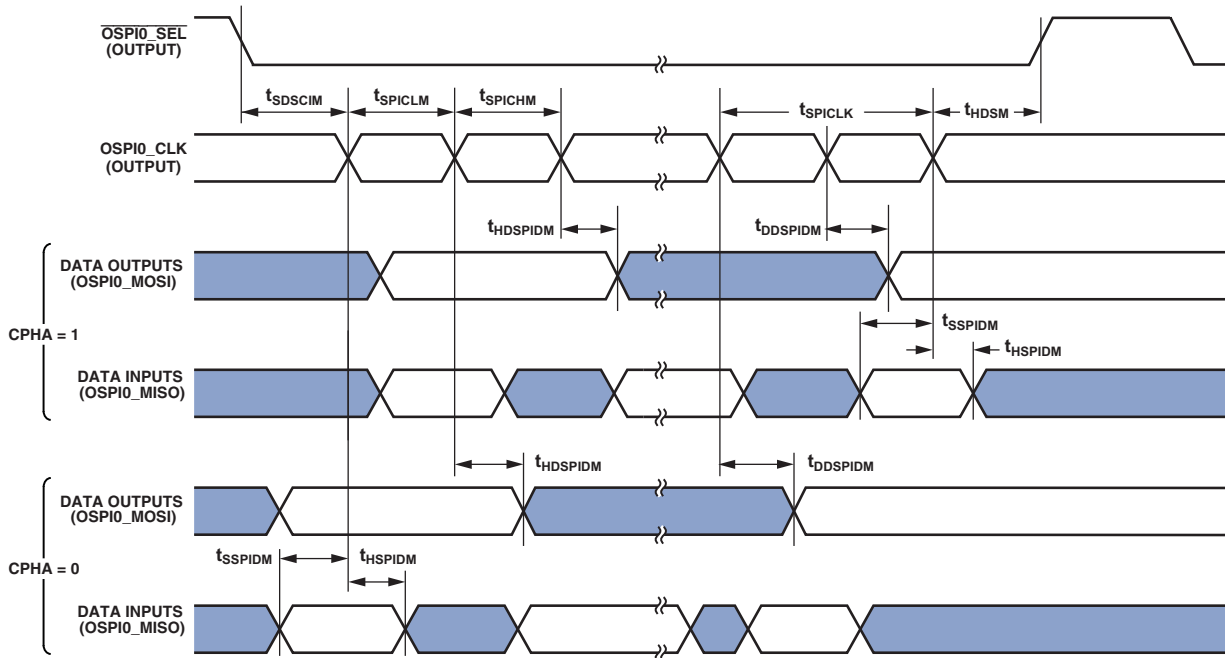 OSPI0_SEL
(OUTPUT)
tSDSCIM
tSPICLM
tSPICHM
tSPICLK
tHDSM
OSPI0_CLK
(OUTPUT)
tHDSPIDM
tDDSPIDM
DATA OUTPUTS
(OSPI0_MOSI)
CPHA = 1
tSSPIDM
tHSPIDM
DATA INPUTS
(OSPI0_MISO)
tHDSPIDM
tDDSPIDM
DATA OUTPUTS
(OSPI0_MOSI)
tSSPIDM
tHSPIDM
CPHA = 0
DATA INPUTS
(OSPI0_MISO)